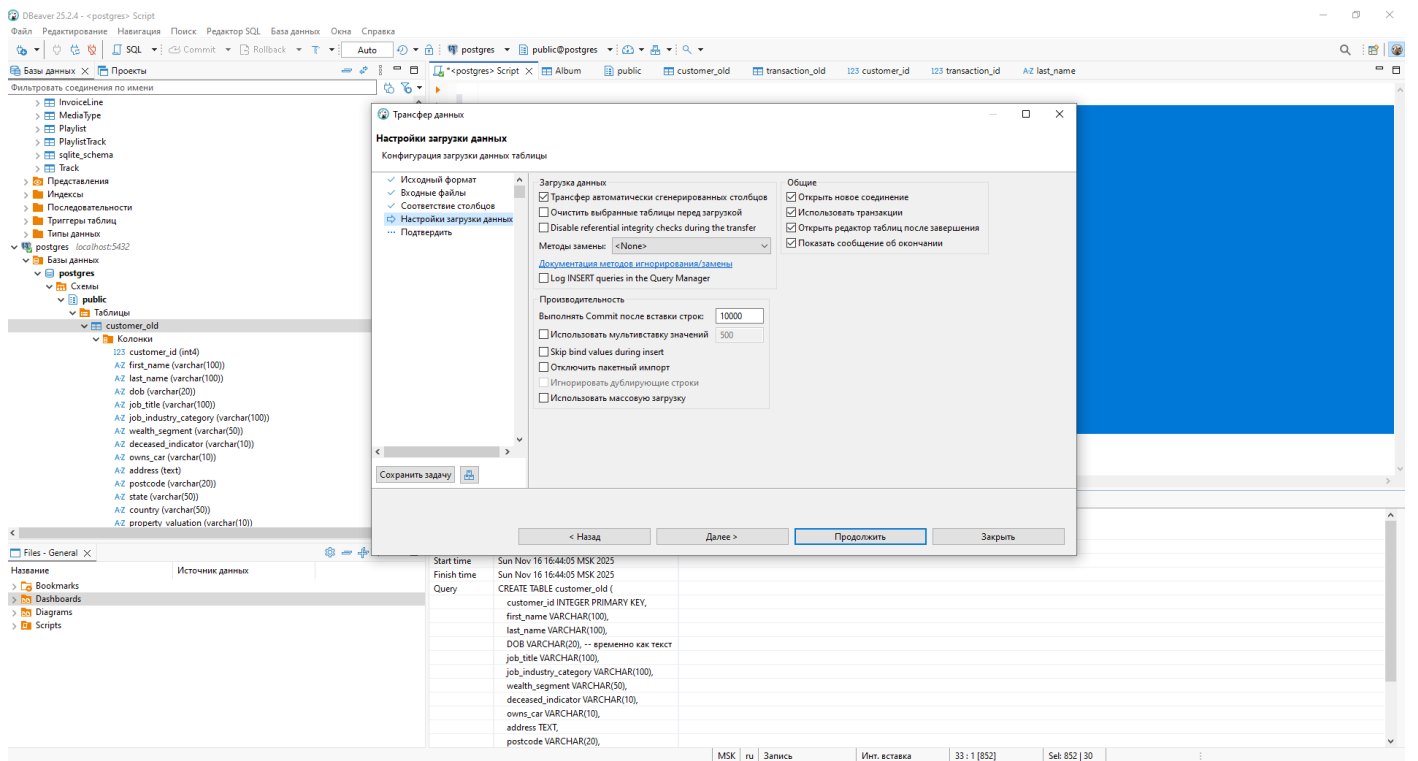 DBeaver 25.2.4 - <postgres> Script
Файл Редактирование Навигация Поиск Редактор SQL База данных Окна Справка
SQL Commit Rollback Auto postgres public@postgres
Базы данных Проекты
*<postgres> Script Album public customer_old transaction_old 123 customer_id 123 transaction_id A-Z last_name
Фильтровать соединения по имени
InvoiceLine
MediaType
Playlist
PlaylistTrack
sqlite_schema
Track
Представления
Индексы
Последовательности
Триггеры таблиц
Типы данных
postgres localhost:5432
Базы данных
postgres
Схемы
public
Таблицы
customer_old
Колонки
123 customer_id (int4)
A-Z first_name (varchar(100))
A-Z last_name (varchar(100))
A-Z dob (varchar(20))
A-Z job_title (varchar(100))
A-Z job_industry_category (varchar(100))
A-Z wealth_segment (varchar(50))
A-Z deceased_indicator (varchar(10))
A-Z owns_car (varchar(10))
A-Z address (text)
A-Z postcode (varchar(20))
A-Z state (varchar(50))
A-Z country (varchar(50))
A-Z property_valuation (varchar(10))
Трансфер данных
Настройки загрузки данных
Конфигурация загрузки данных таблицы
Исходный формат
Входные файлы
Соответствие столбцов
Настройки загрузки данных
Подтвердить
Сохранить задачу
Загрузка данных
Трансфер автоматически сгенерированных столбцов
Очистить выбранные таблицы перед загрузкой
Disable referential integrity checks during the transfer
Методы замены: <None>
Документация методов игнорирования/замены
Log INSERT queries in the Query Manager
Производительность
Выполнять Commit после вставки строк: 10000
Использовать мультивставку значений 500
Skip bind values during insert
Отключить пакетный импорт
Игнорировать дублирующие строки
Использовать массовую загрузку
Общие
Открыть новое соединение
Использовать транзакции
Открыть редактор таблиц после завершения
Показать сообщение об окончании
< Назад Далее > Продолжить Закрыть
Files - General
Название Источник данных
Bookmarks
Dashboards
Diagrams
Scripts
Start time Sun Nov 16 16:44:05 MSK 2025
Finish time Sun Nov 16 16:44:05 MSK 2025
Query CREATE TABLE customer_old (
customer_id INTEGER PRIMARY KEY,
first_name VARCHAR(100),
last_name VARCHAR(100),
DOB VARCHAR(20), -- временно как текст
job_title VARCHAR(100),
job_industry_category VARCHAR(100),
wealth_segment VARCHAR(50),
deceased_indicator VARCHAR(10),
owns_car VARCHAR(10),
address TEXT,
postcode VARCHAR(20),
MSK ru Запись Инт. вставка 33 : 1 [852] Sel: 852 | 30